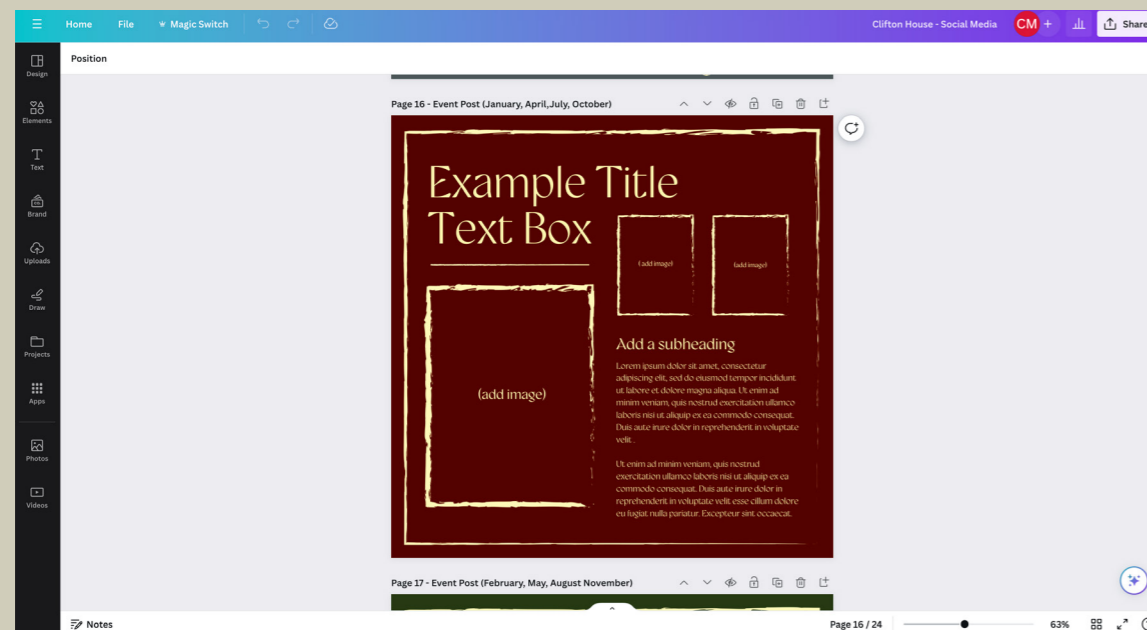 Home File Magic Switch Clifton House - Social Media CM + Share
Position
Design
Elements
Text
Brand
Uploads
Draw
Projects
Apps
Photos
Videos
Page 16 - Event Post (January, April,July, October)
Example Title
Text Box
( add image)
(add image)
(add image)
Add a subheading
Lorem ipsum dolor sit amet, consectetur
adipiscing elit, sed do eiusmod tempor incididunt
ut labore et dolore magna aliqua. Ut enim ad
minim veniam, quis nostrud exercitation ullamco
laboris nisi ut aliquip ex ea commodo consequat.
Duis aute irure dolor in reprehenderit in voluptate
velit .
Ut enim ad minim veniam, quis nostrud
exercitation ullamco laboris nisi ut aliquip ex ea
commodo consequat. Duis aute irure dolor in
reprehenderit in voluptate velit esse cillum dolore
eu fugiat nulla pariatur. Excepteur sint occaecat.
Page 17 - Event Post (February, May, August November)
Notes Page 16 / 24 63%